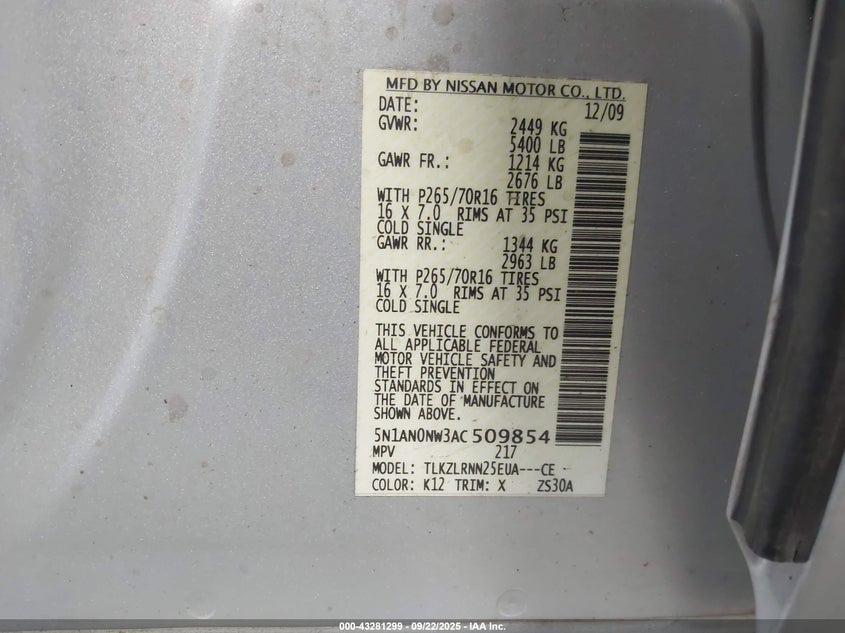 MFD BY NISSAN MOTOR CO., LTD.
DATE: 12/09
GVWR: 2449 KG
5400 LB
GAWR FR.: 1214 KG
2676 LB
WITH P265/70R16 TIRES
16 X 7.0 RIMS AT 35 PSI
COLD SINGLE
GAWR RR.: 1344 KG
2963 LB
WITH P265/70R16 TIRES
16 X 7.0 RIMS AT 35 PSI
COLD SINGLE
THIS VEHICLE CONFORMS TO
ALL APPLICABLE FEDERAL
MOTOR VEHICLE SAFETY AND
THEFT PREVENTION
STANDARDS IN EFFECT ON
THE DATE OF MANUFACTURE
SHOWN ABOVE.
5N1AN0NW3AC 509854
MPV 217
MODEL: TLKZLRNN25EUA---CE -
COLOR: K12 TRIM: X ZS30A
000-43281299 - 09/22/2025 - IAA Inc.